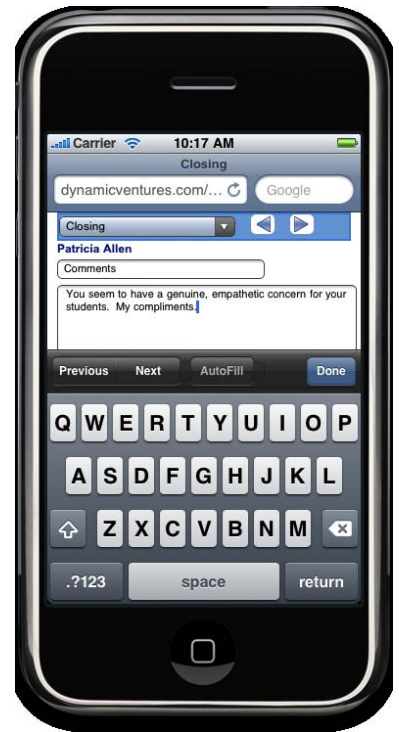 Carrier 10:17 AM
Closing
dynamicventures.com/... Google
Closing
Patricia Allen
Comments
You seem to have a genuine, empathetic concern for your
students. My compliments.
Previous Next AutoFill Done
Q W E R T Y U I O P
A S D F G H J K L
Z X C V B N M
.?123 space return